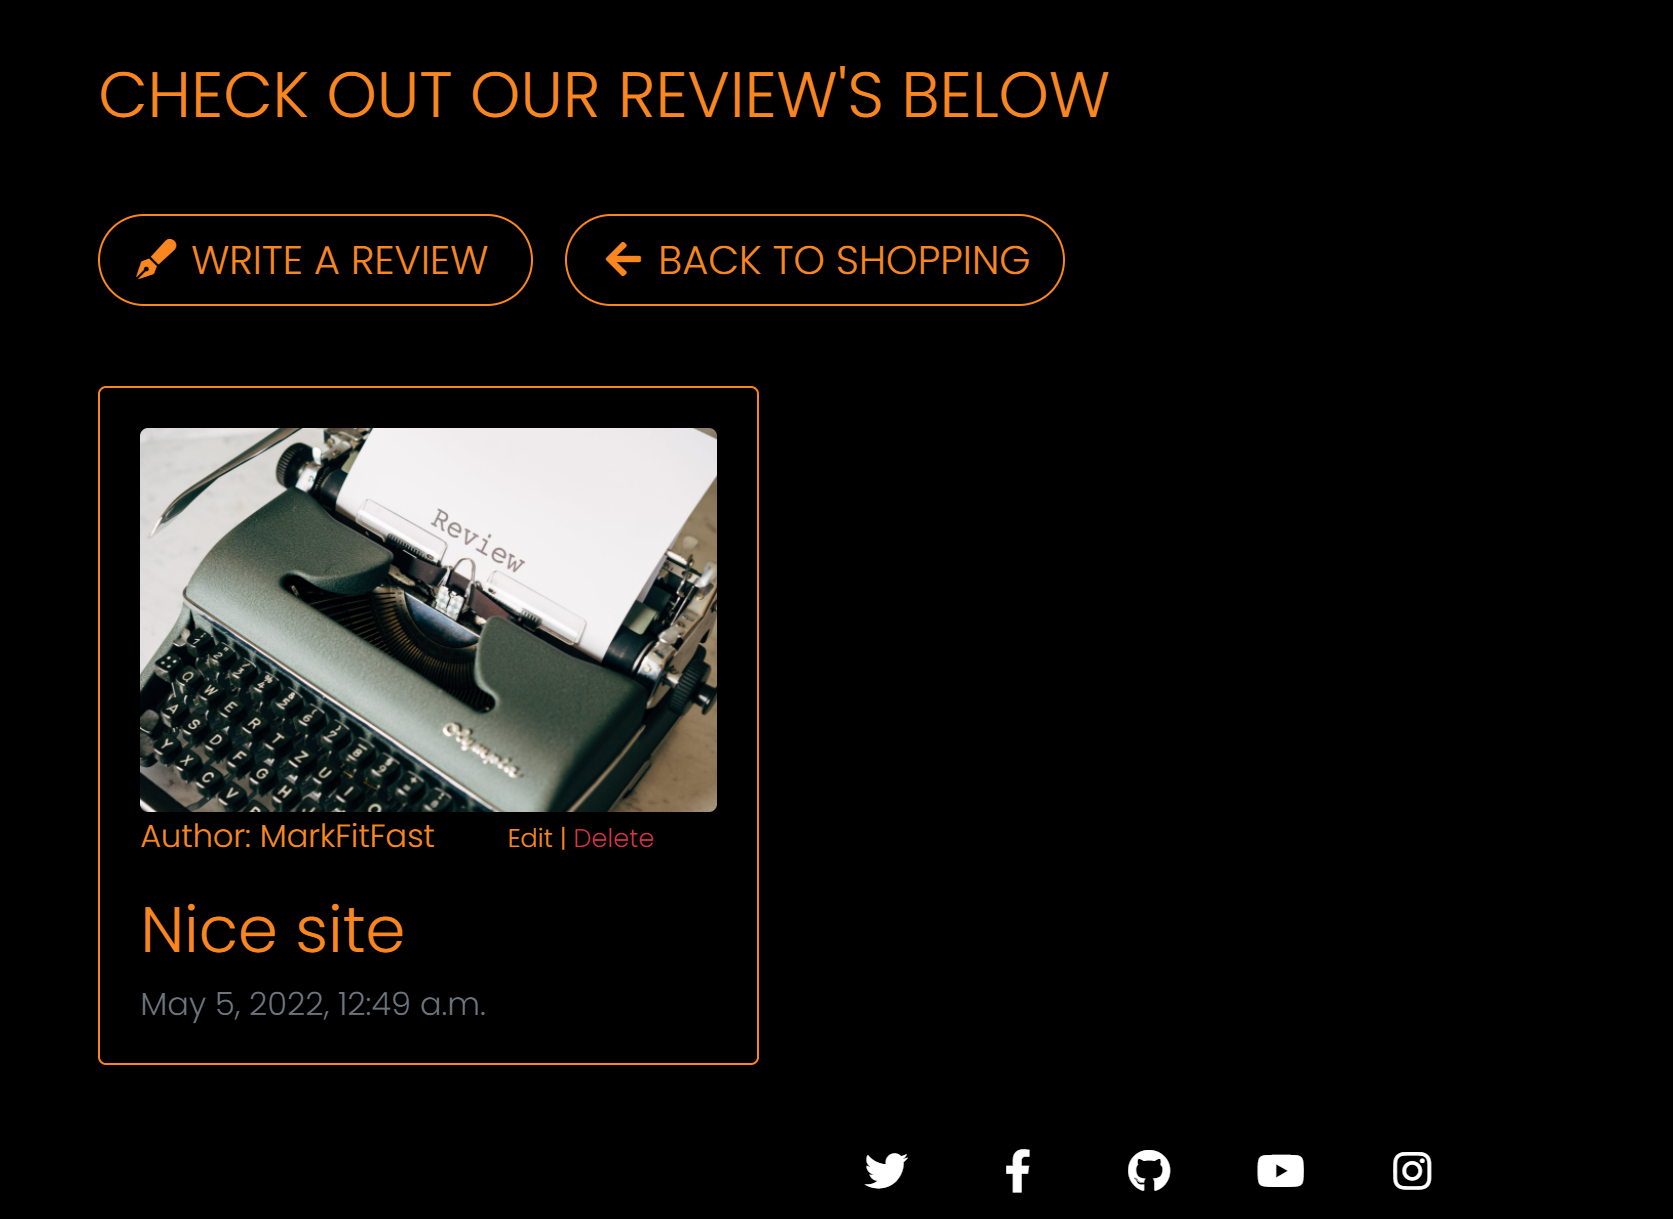 CHECK OUT OUR REVIEW'S BELOW
WRITE A REVIEW
BACK TO SHOPPING
Review
Olympia
Q W E R T Z U I O
A S D F G H
Y X C V
Author: MarkFitFast
Edit | Delete
Nice site
May 5, 2022, 12:49 a.m.